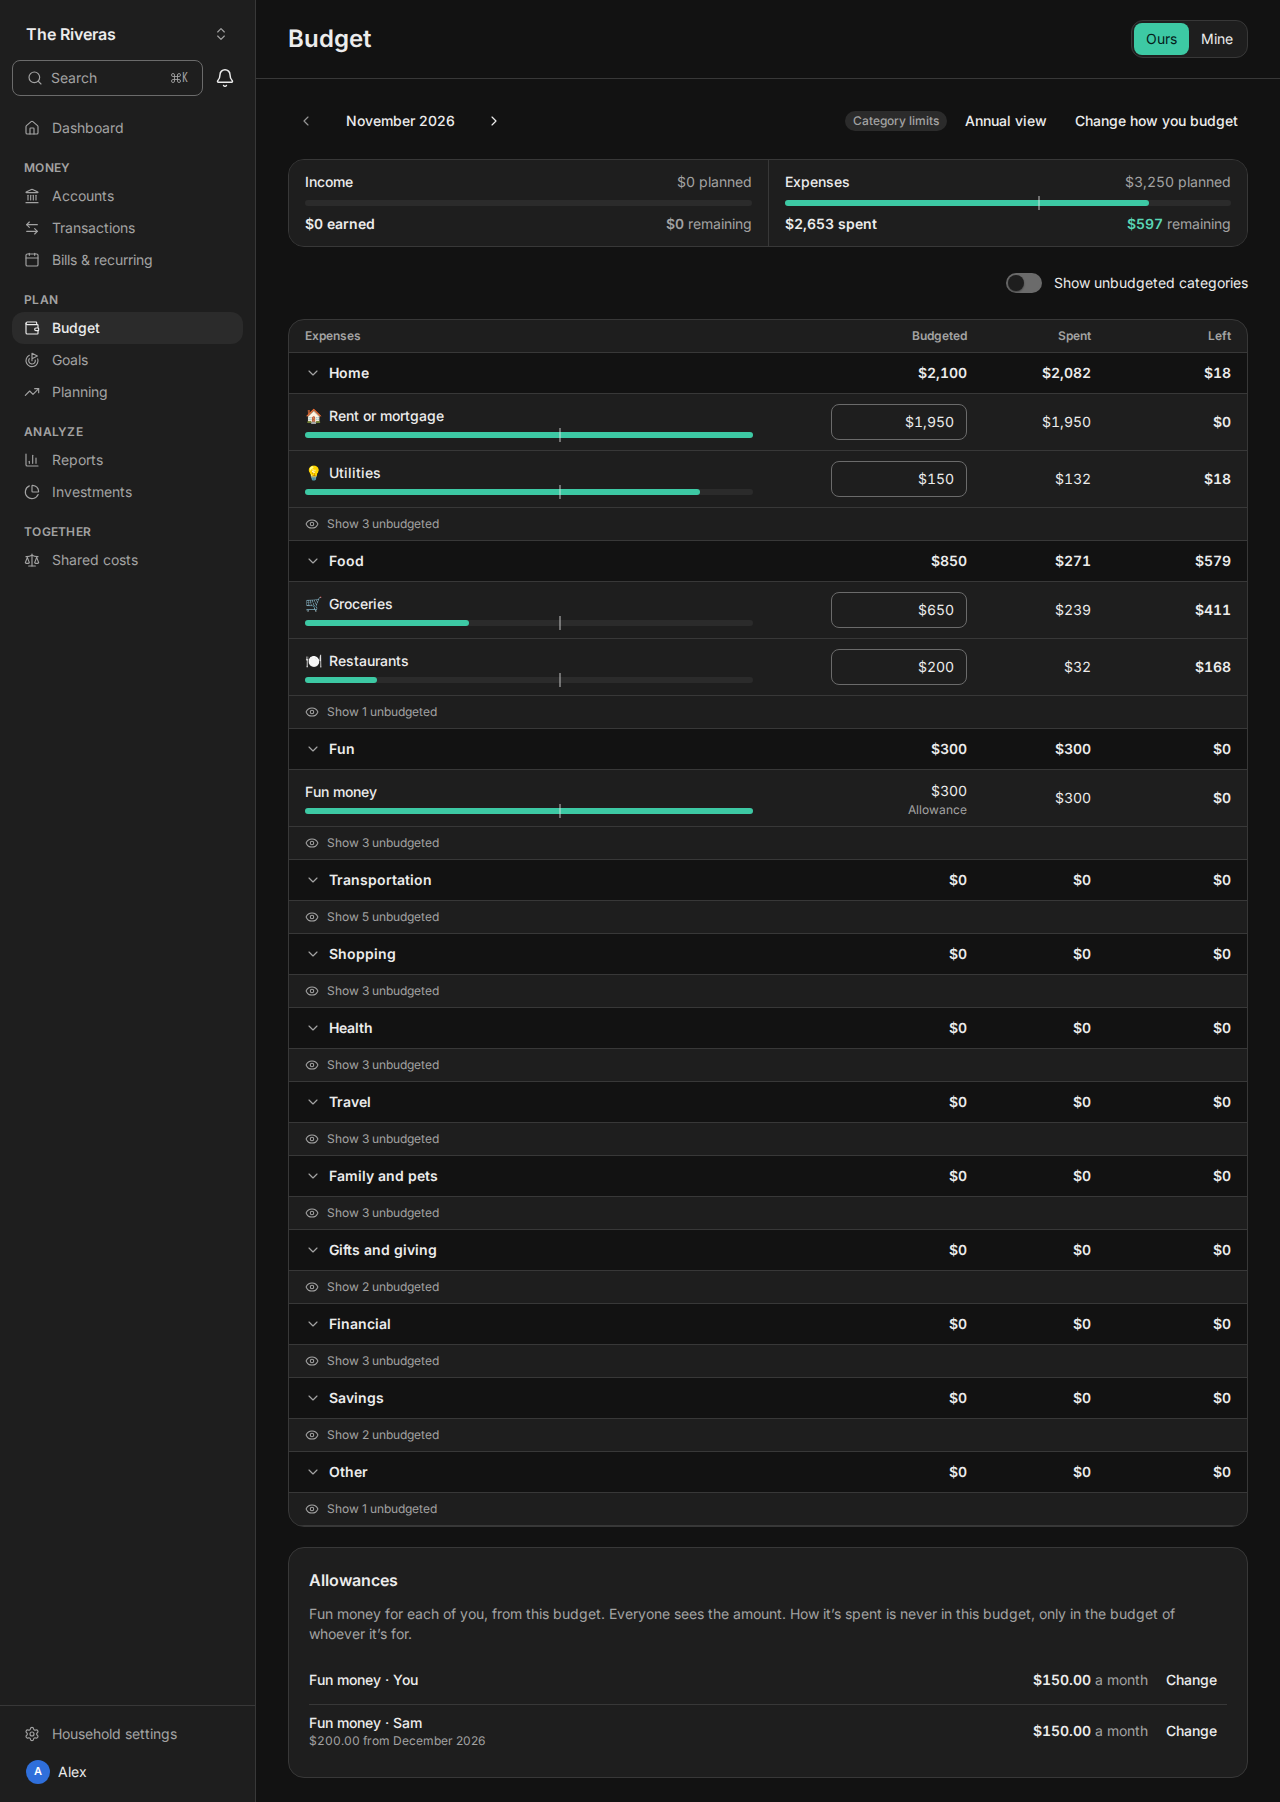 The Riveras
Search ⌘K
Dashboard
MONEY
Accounts
Transactions
Bills & recurring
PLAN
Budget
Goals
Planning
ANALYZE
Reports
Investments
TOGETHER
Shared costs
Household settings
A Alex
Budget
Ours Mine
November 2026
Category limits Annual view Change how you budget
Income $0 planned
$0 earned $0 remaining
Expenses $3,250 planned
$2,653 spent $597 remaining
Show unbudgeted categories
Expenses Budgeted Spent Left
Home $2,100 $2,082 $18
Rent or mortgage $1,950 $1,950 $0
Utilities $150 $132 $18
Show 3 unbudgeted
Food $850 $271 $579
Groceries $650 $239 $411
Restaurants $200 $32 $168
Show 1 unbudgeted
Fun $300 $300 $0
Fun money $300 $300 $0
Allowance
Show 3 unbudgeted
Transportation $0 $0 $0
Show 5 unbudgeted
Shopping $0 $0 $0
Show 3 unbudgeted
Health $0 $0 $0
Show 3 unbudgeted
Travel $0 $0 $0
Show 3 unbudgeted
Family and pets $0 $0 $0
Show 3 unbudgeted
Gifts and giving $0 $0 $0
Show 2 unbudgeted
Financial $0 $0 $0
Show 3 unbudgeted
Savings $0 $0 $0
Show 2 unbudgeted
Other $0 $0 $0
Show 1 unbudgeted
Allowances
Fun money for each of you, from this budget. Everyone sees the amount. How it’s spent is never in this budget, only in the budget of
whoever it’s for.
Fun money · You $150.00 a month Change
Fun money · Sam $150.00 a month Change
$200.00 from December 2026